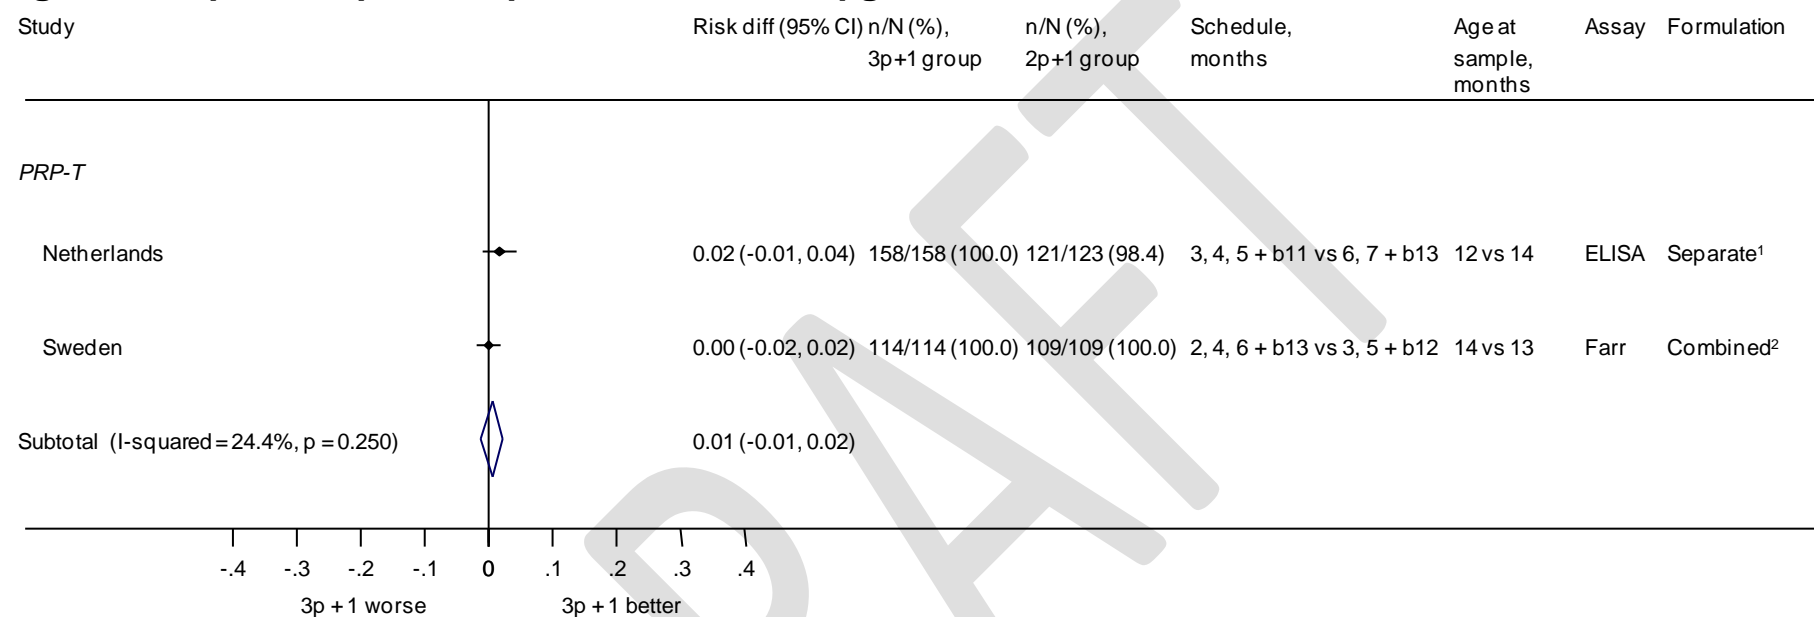 Study Risk diff (95% CI) n/N (%), n/N (%), Schedule, Age at Assay Formulation
3p+1 group 2p+1 group months sample,
months
PRP-T
Netherlands 0.02 (-0.01, 0.04) 158/158 (100.0) 121/123 (98.4) 3, 4, 5 + b11 vs 6, 7 + b13 12 vs 14 ELISA Separate¹
Sweden 0.00 (-0.02, 0.02) 114/114 (100.0) 109/109 (100.0) 2, 4, 6 + b13 vs 3, 5 + b12 14 vs 13 Farr Combined²
Subtotal (I-squared = 24.4%, p = 0.250) 0.01 (-0.01, 0.02)
-.4 -.3 -.2 -.1 0 .1 .2 .3 .4
3p + 1 worse 3p + 1 better